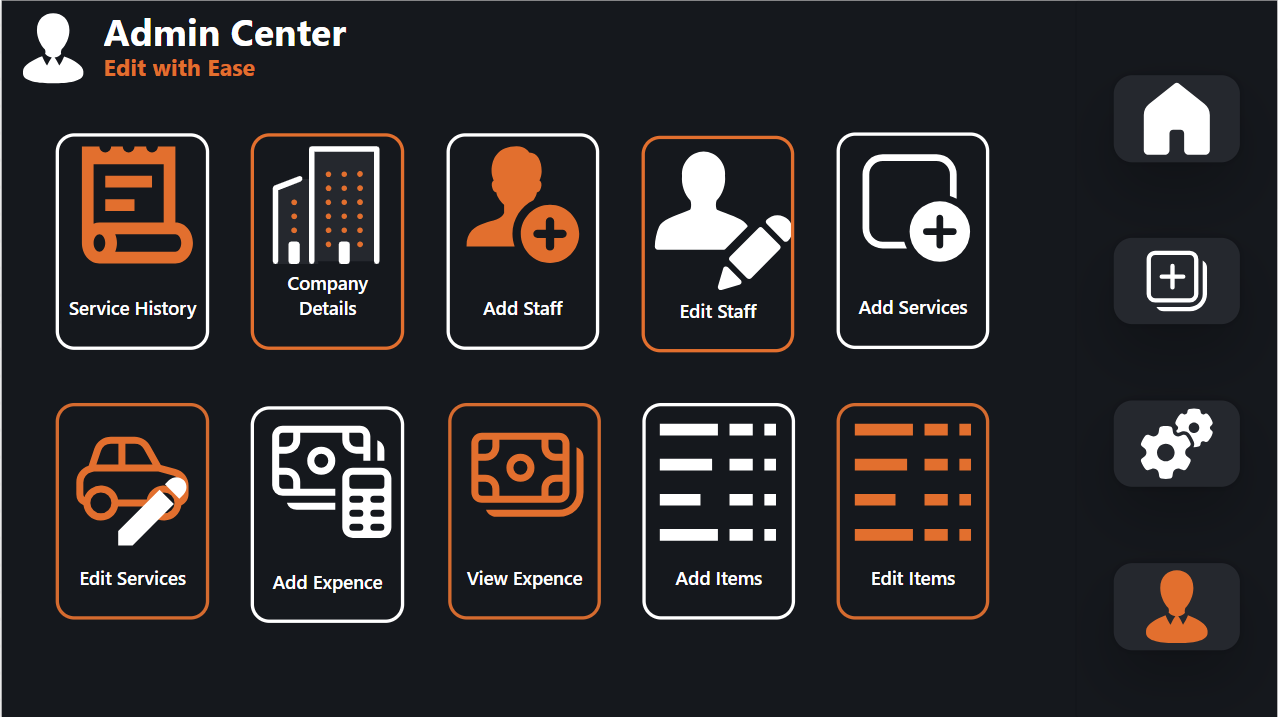 Admin Center
Edit with Ease
Service History
Company
Details
Add Staff
Edit Staff
Add Services
Edit Services
Add Expence
View Expence
Add Items
Edit Items